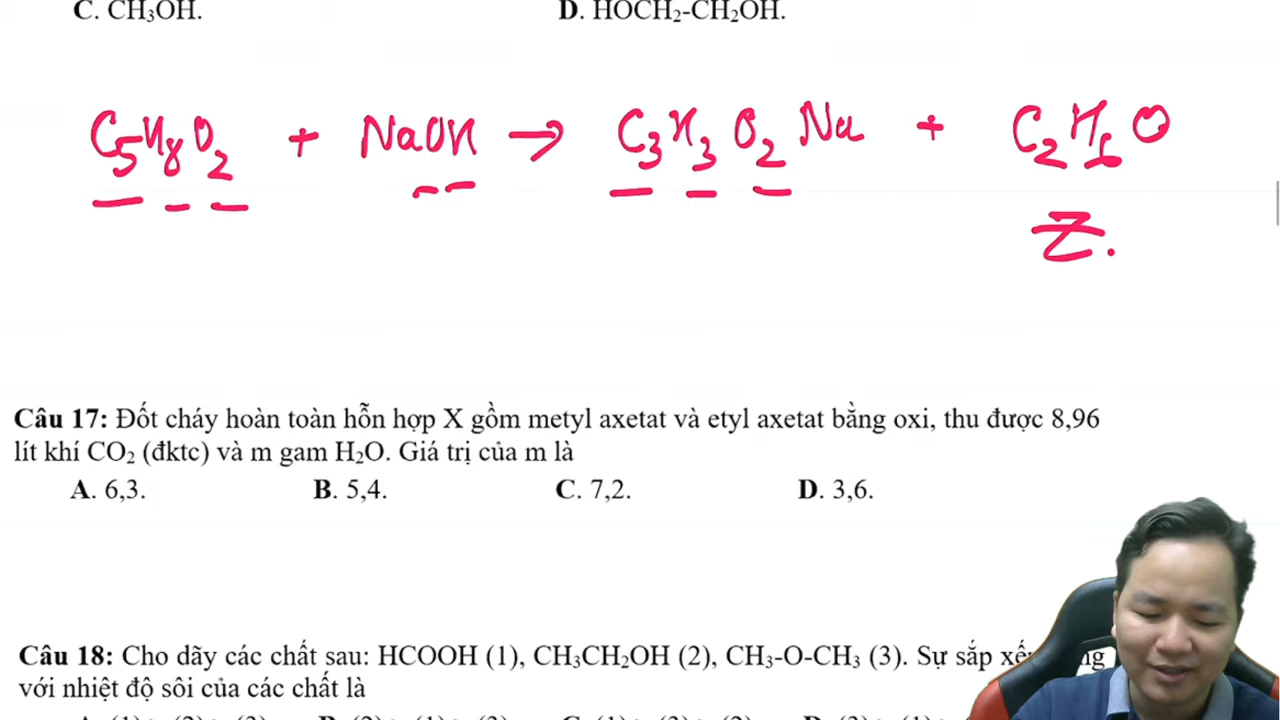 C. CH₃OH. D. HOCH₂-CH₂OH.
C₅H₈O₂ + NaOH → C₃H₃O₂Na + C₂H₆O
Z.
Câu 17: Đốt cháy hoàn toàn hỗn hợp X gồm metyl axetat và etyl axetat bằng oxi, thu được 8,96
lít khí CO₂ (đktc) và m gam H₂O. Giá trị của m là
A. 6,3. B. 5,4. C. 7,2. D. 3,6.
Câu 18: Cho dãy các chất sau: HCOOH (1), CH₃CH₂OH (2), CH₃-O-CH₃ (3). Sự sắp
với nhiệt độ sôi của các chất là